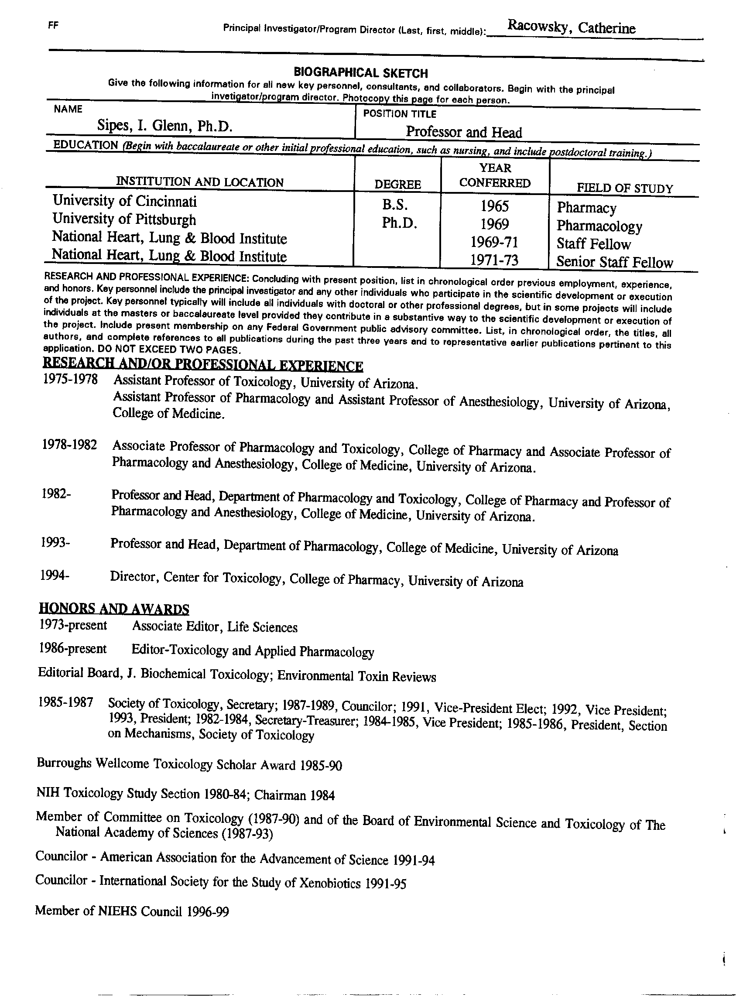 FF
Principal Investigator/Program Director (Last, first, middle): Racowsky, Catherine
BIOGRAPHICAL SKETCH
Give the following information for all new key personnel, consultants, and collaborators. Begin with the principal
invetigator/program director. Photocopy this page for each person.
NAME
Sipes, I. Glenn, Ph.D.
POSITION TITLE
Professor and Head
EDUCATION (Begin with baccalaureate or other initial professional education, such as nursing, and include postdoctoral training.)
INSTITUTION AND LOCATION DEGREE YEAR CONFERRED FIELD OF STUDY
University of Cincinnati B.S. 1965 Pharmacy
University of Pittsburgh Ph.D. 1969 Pharmacology
National Heart, Lung & Blood Institute 1969-71 Staff Fellow
National Heart, Lung & Blood Institute 1971-73 Senior Staff Fellow
RESEARCH AND PROFESSIONAL EXPERIENCE: Concluding with present position, list in chronological order previous employment, experience,
and honors. Key personnel include the principal investigator and any other individuals who participate in the scientific development or execution
of the project. Key personnel typically will include all individuals with doctoral or other professional degrees, but in some projects will include
individuals at the masters or baccalaureate level provided they contribute in a substantive way to the scientific development or execution of
the project. Include present membership on any Federal Government public advisory committee. List, in chronological order, the titles, all
authors, and complete references to all publications during the past three years and to representative earlier publications pertinent to this
application. DO NOT EXCEED TWO PAGES.
RESEARCH AND/OR PROFESSIONAL EXPERIENCE
1975-1978 Assistant Professor of Toxicology, University of Arizona.
Assistant Professor of Pharmacology and Assistant Professor of Anesthesiology, University of Arizona,
College of Medicine.
1978-1982 Associate Professor of Pharmacology and Toxicology, College of Pharmacy and Associate Professor of
Pharmacology and Anesthesiology, College of Medicine, University of Arizona.
1982- Professor and Head, Department of Pharmacology and Toxicology, College of Pharmacy and Professor of
Pharmacology and Anesthesiology, College of Medicine, University of Arizona.
1993- Professor and Head, Department of Pharmacology, College of Medicine, University of Arizona
1994- Director, Center for Toxicology, College of Pharmacy, University of Arizona
HONORS AND AWARDS
1973-present Associate Editor, Life Sciences
1986-present Editor-Toxicology and Applied Pharmacology
Editorial Board, J. Biochemical Toxicology; Environmental Toxin Reviews
1985-1987 Society of Toxicology, Secretary; 1987-1989, Councilor; 1991, Vice-President Elect; 1992, Vice President;
1993, President; 1982-1984, Secretary-Treasurer; 1984-1985, Vice President; 1985-1986, President, Section
on Mechanisms, Society of Toxicology
Burroughs Wellcome Toxicology Scholar Award 1985-90
NIH Toxicology Study Section 1980-84; Chairman 1984
Member of Committee on Toxicology (1987-90) and of the Board of Environmental Science and Toxicology of The
National Academy of Sciences (1987-93)
Councilor - American Association for the Advancement of Science 1991-94
Councilor - International Society for the Study of Xenobiotics 1991-95
Member of NIEHS Council 1996-99